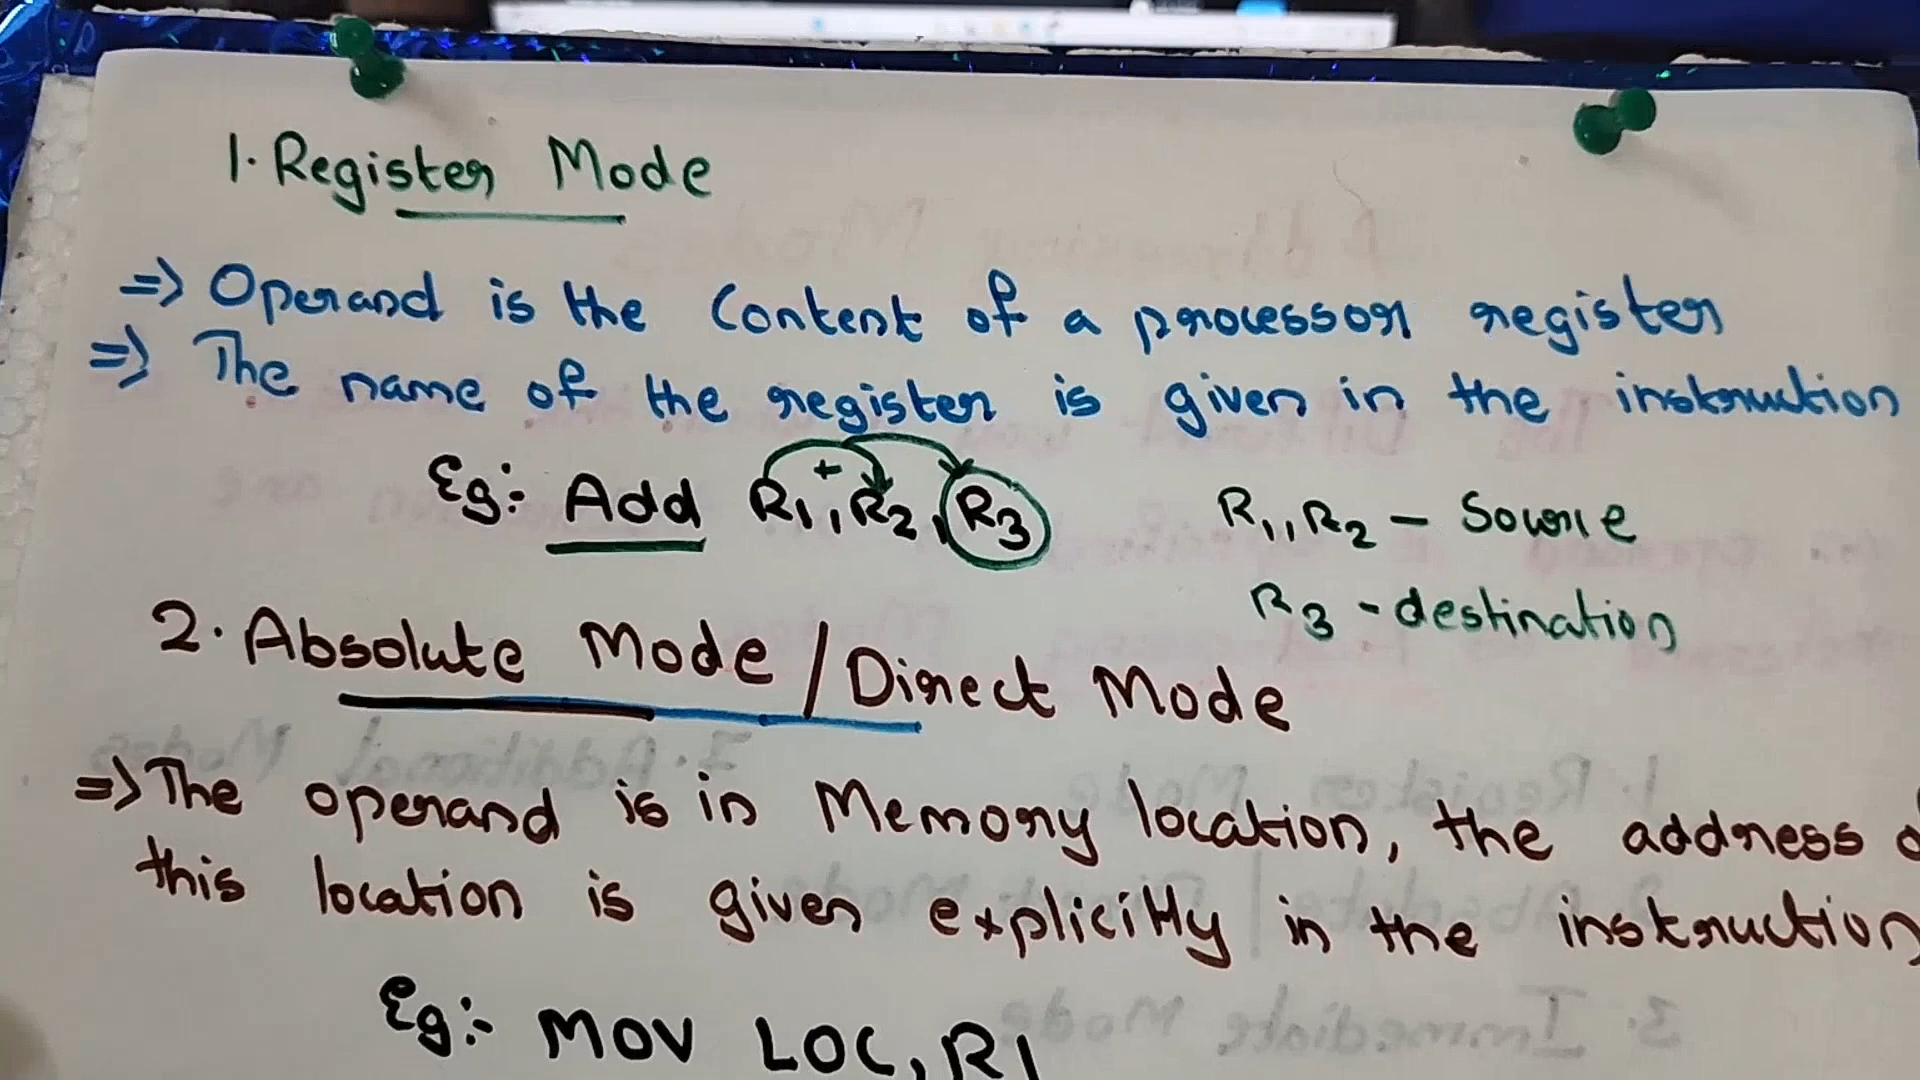 1. Register Mode
=> Operand is the Content of a processor register
=> The name of the register is given in the instruction
Eg:- Add R1, R2, R3
+
R1, R2 – Source
R3 - destination
2. Absolute Mode / Direct Mode
=> The operand is in Memory location, the address
this location is given explicitly in the instruction
Eg:- MOV LOC, R1